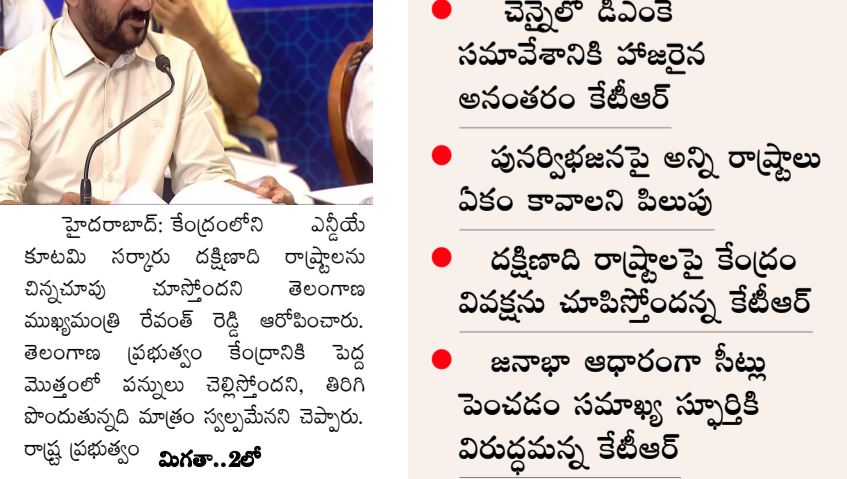 హైదరాబాద్: కేంద్రంలోని ఎన్డీయే
కూటమి సర్కారు దక్షిణాది రాష్ట్రాలను
చిన్నచూపు చూస్తోందని తెలంగాణ
ముఖ్యమంత్రి రేవంత్ రెడ్డి ఆరోపించారు.
తెలంగాణ ప్రభుత్వం కేంద్రానికి పెద్ద
మొత్తంలో పన్నులు చెల్లిస్తోందని, తిరిగి
పొందుతున్నది మాత్రం స్వల్పమేనని చెప్పారు.
రాష్ట్ర ప్రభుత్వం మిగతా..2లో
చెన్నైలో డీఎంకే
సమావేశానికి హాజరైన
అనంతరం కేటీఆర్
పునర్విభజనపై అన్ని రాష్ట్రాలు
ఏకం కావాలని పిలుపు
దక్షిణాది రాష్ట్రాలపై కేంద్రం
వివక్షను చూపిస్తోందన్న కేటీఆర్
జనాభా ఆధారంగా సీట్లు
పెంచడం సమాఖ్య స్ఫూర్తికి
విరుద్ధమన్న కేటీఆర్